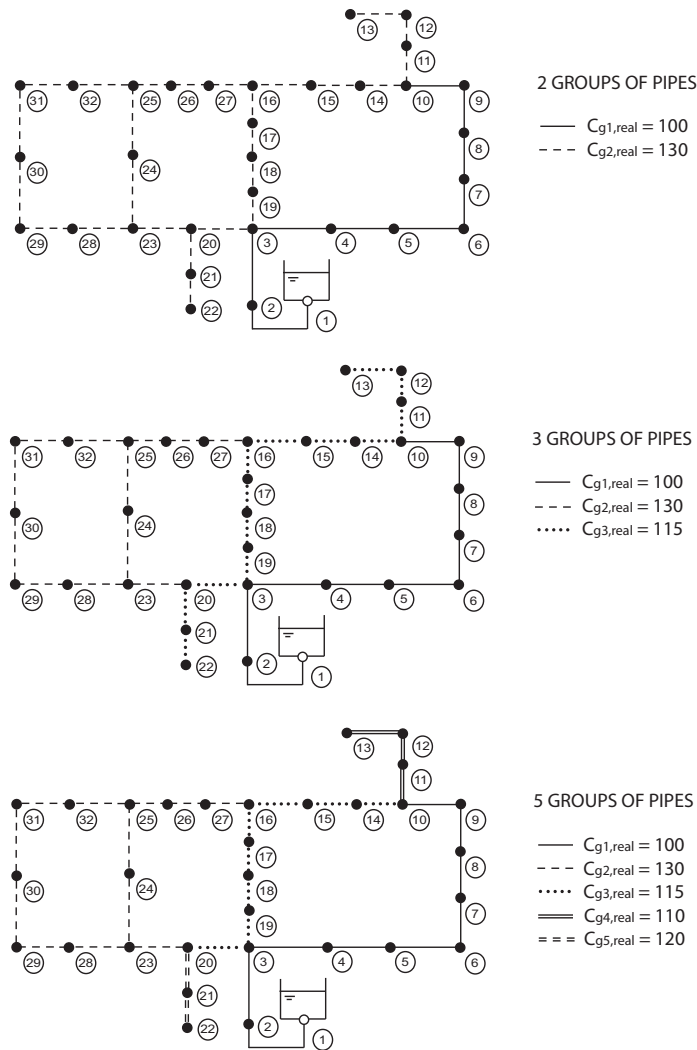 13 12
11
31 32 25 26 27 16 15 14 10 9
17 8
30 24 18
19 7
29 28 23 20 3 4 5 6
21
22 2 1
2 GROUPS OF PIPES
Cg1,real = 100
Cg2,real = 130
13 12
11
31 32 25 26 27 16 15 14 10 9
17 8
30 24 18
19 7
29 28 23 20 3 4 5 6
21
22 2 1
3 GROUPS OF PIPES
Cg1,real = 100
Cg2,real = 130
Cg3,real = 115
13 12
11
31 32 25 26 27 16 15 14 10 9
17 8
30 24 18
19 7
29 28 23 20 3 4 5 6
21
22 2 1
5 GROUPS OF PIPES
Cg1,real = 100
Cg2,real = 130
Cg3,real = 115
Cg4,real = 110
Cg5,real = 120